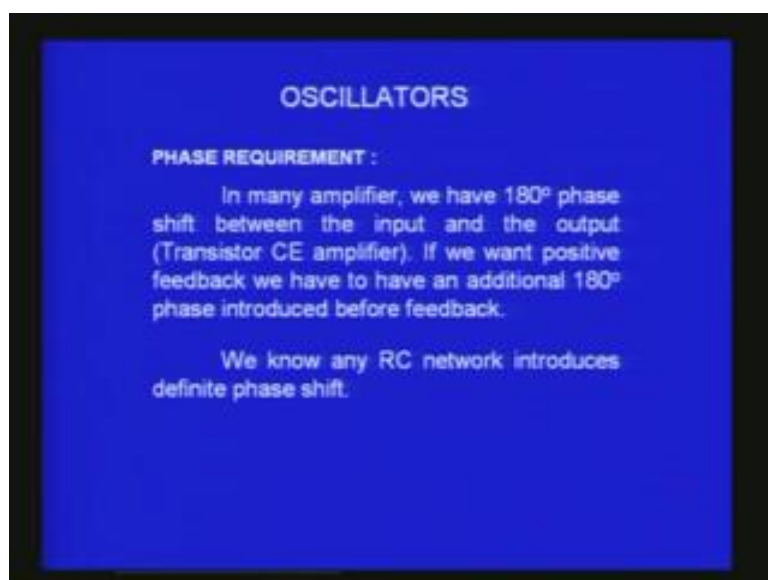 OSCILLATORS
PHASE REQUIREMENT :
In many amplifier, we have 180º phase
shift between the input and the output
(Transistor CE amplifier). If we want positive
feedback we have to have an additional 180º
phase introduced before feedback.
We know any RC network introduces
definite phase shift.